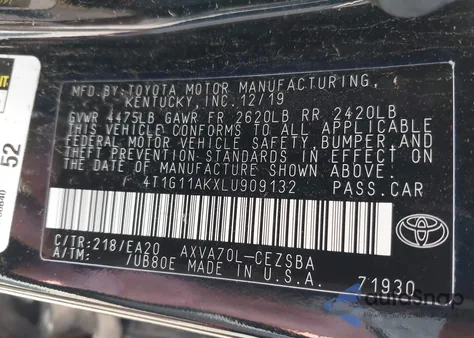 MFD.BY:TOYOTA MOTOR MANUFACTURING,
KENTUCKY, INC. 12/19
GVWR 4475LB GAWR FR 2620LB RR 2420LB
THIS VEHICLE CONFORMS TO ALL APPLICABLE
FEDERAL MOTOR VEHICLE SAFETY,BUMPER,AND
THEFT PREVENTION STANDARDS IN EFFECT ON
THE DATE OF MANUFACTURE SHOWN ABOVE.
4T1G11AKXLU909132 PASS.CAR
C/TR:218/EA20 AXVA70L-CEZSBA
A/TM: /UB80E MADE IN U.S.A.
71930
TOYOTA
52
AutoSnap